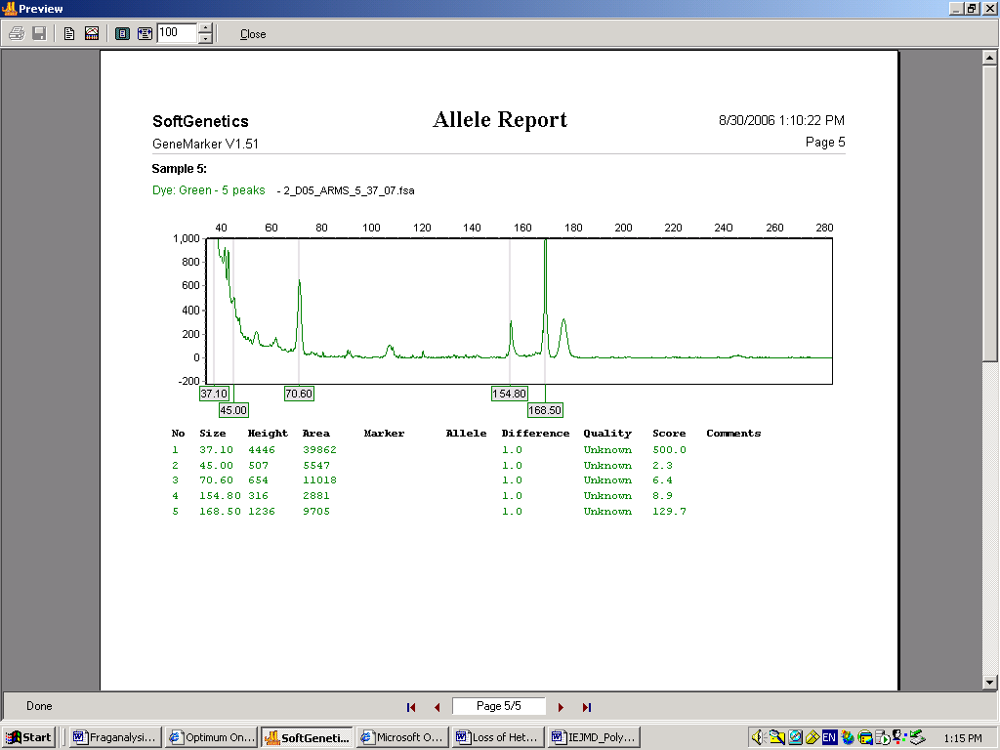 Preview
100 Close
SoftGenetics Allele Report 8/30/2006 1:10:22 PM
GeneMarker V1.51 Page 5
Sample 5:
Dye: Green - 5 peaks - 2_D05_ARMS_5_37_07.fsa
40 60 80 100 120 140 160 180 200 220 240 260 280
1,000
800
600
400
200
0
-200
37.10 70.60 154.80
45.00 168.50
No Size Height Area Marker Allele Difference Quality Score Comments
1 37.10 4446 39862 1.0 Unknown 500.0
2 45.00 507 5547 1.0 Unknown 2.3
3 70.60 654 11018 1.0 Unknown 6.4
4 154.80 316 2881 1.0 Unknown 8.9
5 168.50 1236 9705 1.0 Unknown 129.7
Done Page 5/5
Start Fraganalysi... Optimum On... SoftGeneti... Microsoft O... Loss of Het... IEJMD_Poly... EN 1:15 PM